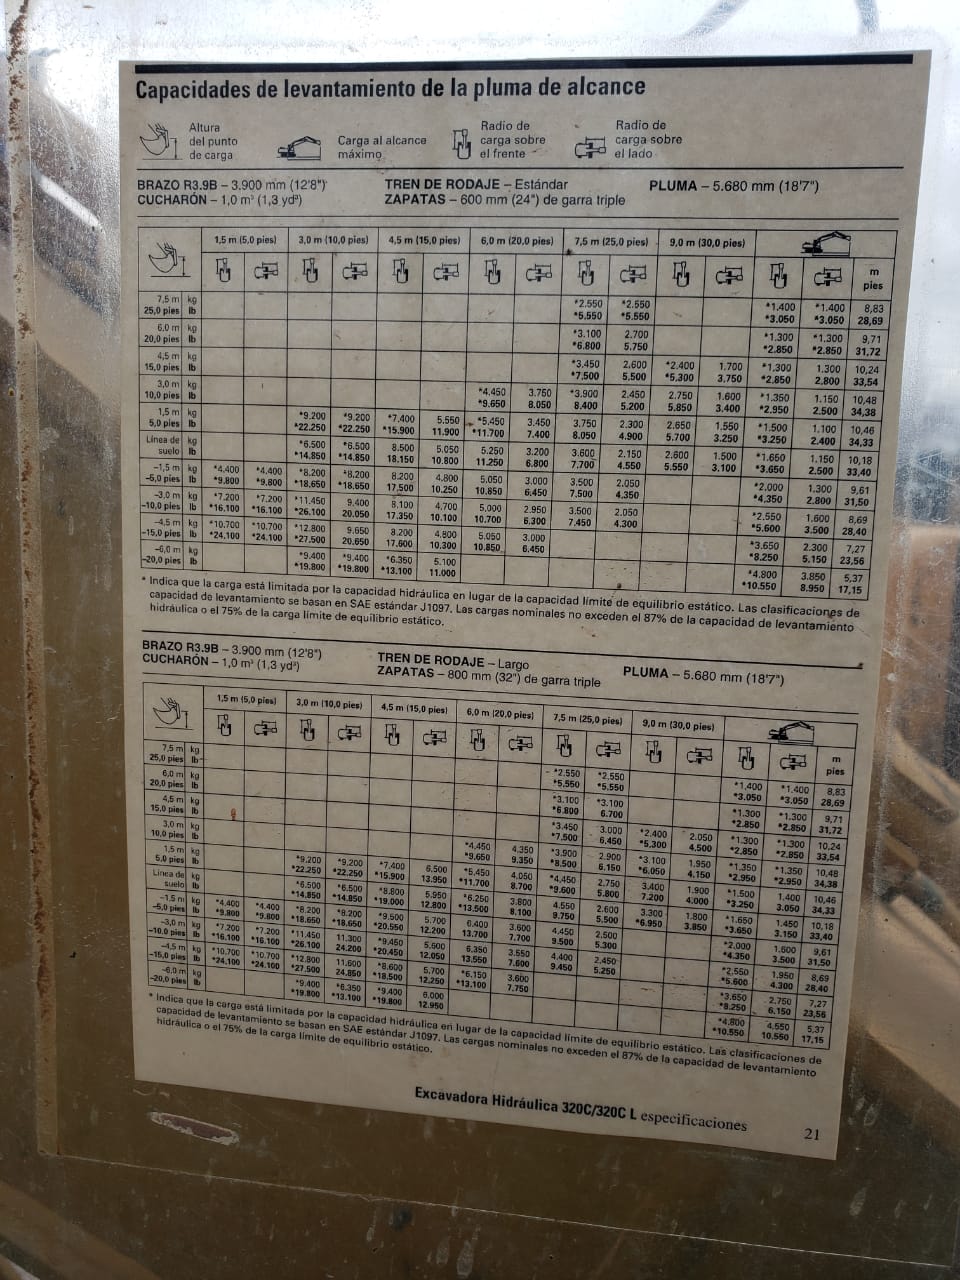 Capacidades de levantamiento de la pluma de alcance
Altura del punto de carga
Carga al alcance máximo
Radio de carga sobre el frente
Radio de carga sobre el lado
BRAZO R3.9B – 3.900 mm (12'8") TREN DE RODAJE – Estándar PLUMA – 5.680 mm (18'7")
CUCHARÓN – 1,0 m³ (1,3 yd³) ZAPATAS – 600 mm (24") de garra triple
1,5 m (5,0 pies) 3,0 m (10,0 pies) 4,5 m (15,0 pies) 6,0 m (20,0 pies) 7,5 m (25,0 pies) 9,0 m (30,0 pies)
m
pies
7,5 m kg *2.550 *2.550 *1.400 *1.400 8,83
25,0 pies lb *5.550 *5.550 *3.050 *3.050 28,69
6.0 m kg *3.100 2.700 *1.300 *1.300 9,71
20,0 pies lb *6.800 5.750 *2.850 *2.850 31,72
4,5 m kg *3.450 2.600 *2.400 1.700 *1.300 1.300 10,24
15,0 pies lb *7.500 5.500 *5.300 3.750 *2.850 2.800 33,54
3,0 m kg *4.450 3.750 *3.900 2.450 2.750 1.600 *1.350 1.150 10,48
10,0 pies lb *9.650 8.050 8.400 5.200 5.850 3.400 *2.950 2.500 34,38
1,5 m kg *9.200 *9.200 *7.400 5.550 *5.450 3.450 3.750 2.300 2.650 1.550 *1.500 1.100 10,46
5,0 pies lb *22.250 *22.250 *15.900 11.900 *11.700 7.400 8.050 4.900 5.700 3.250 *3.250 2.400 34,33
Línea de kg *6.500 *6.500 8.500 5.050 5.250 3.200 3.600 2.150 2.600 1.500 *1.650 1.150 10,18
suelo lb *14.850 *14.850 18.150 10.800 11.250 6.800 7.700 4.550 5.550 3.100 *3.650 2.500 33,40
–1,5 m kg *4.400 *4.400 *8.200 *8.200 8.200 4.800 5.050 3.000 3.500 2.050 *2.000 1.300 9,61
–5,0 pies lb *9.800 *9.800 *18.650 *18.650 17.500 10.250 10.850 6.450 7.500 4.350 *4.350 2.800 31,50
–3,0 m kg *7.200 *7.200 *11.450 9.400 8.100 4.700 5.000 2.950 3.500 2.050 *2.550 1.600 8,69
–10,0 pies lb *16.100 *16.100 *26.100 20.050 17.350 10.100 10.700 6.300 7.450 4.300 *5.600 3.500 28,40
–4,5 m kg *10.700 *10.700 *12.800 9.650 8.200 4.800 5.050 3.000 *3.650 2.300 7,27
–15,0 pies lb *24.100 *24.100 *27.500 20.650 17.600 10.300 10.850 6.450 *8.250 5.150 23,56
–6,0 m kg *9.400 *9.400 *6.350 5.100 *4.800 3.850 5,37
–20,0 pies lb *19.800 *19.800 *13.100 11.000 *10.550 8.950 17,15
* Indica que la carga está limitada por la capacidad hidráulica en lugar de la capacidad límite de equilibrio estático. Las clasificaciones de
capacidad de levantamiento se basan en SAE estándar J1097. Las cargas nominales no exceden el 87% de la capacidad de levantamiento
hidráulica o el 75% de la carga límite de equilibrio estático.
BRAZO R3.9B – 3.900 mm (12'8") TREN DE RODAJE – Largo PLUMA – 5.680 mm (18'7")
CUCHARÓN – 1,0 m³ (1,3 yd³) ZAPATAS – 800 mm (32") de garra triple
1,5 m (5,0 pies) 3,0 m (10,0 pies) 4,5 m (15,0 pies) 6,0 m (20,0 pies) 7,5 m (25,0 pies) 9,0 m (30,0 pies)
m
pies
7,5 m kg *2.550 *2.550 *1.400 *1.400 8,83
25,0 pies lb *5.550 *5.550 *3.050 *3.050 28,69
6,0 m kg *3.100 *3.100 *1.300 *1.300 9,71
20,0 pies lb *6.800 6.700 *2.850 *2.850 31,72
4,5 m kg *3.450 3.000 *2.400 2.050 *1.300 *1.300 10,24
15,0 pies lb *7.500 6.450 *5.300 4.500 *2.850 *2.850 33,54
3,0 m kg *4.450 4.350 *3.900 2.900 *3.100 1.950 *1.350 *1.350 10,48
10,0 pies lb *9.650 9.350 *8.500 6.150 *6.050 4.150 *2.950 *2.950 34,38
1,5 m kg *9.200 *9.200 *7.400 6.500 *5.450 4.050 *4.450 2.750 3.400 1.900 *1.500 1.400 10,46
5,0 pies lb *22.250 *22.250 *15.900 13.950 *11.700 8.700 *9.600 5.800 7.200 4.000 *3.250 3.050 34,33
Línea de kg *6.500 *6.500 *8.800 5.950 *6.250 3.800 4.550 2.600 3.300 1.800 *1.650 1.450 10,18
suelo lb *14.850 *14.850 *19.000 12.800 *13.500 8.100 9.750 5.500 *6.950 3.850 *3.650 3.150 33,40
–1,5 m kg *4.400 *4.400 *8.200 *8.200 *9.500 5.700 6.400 3.600 4.450 2.500 *2.000 1.600 9,61
–5,0 pies lb *9.800 *9.800 *18.650 *18.650 *20.550 12.200 13.700 7.700 9.500 5.300 *4.350 3.500 31,50
–3,0 m kg *7.200 *7.200 *11.450 11.300 *9.450 5.600 6.350 3.550 4.400 2.450 *2.550 1.950 8,69
–10,0 pies lb *16.100 *16.100 *26.100 24.200 *20.450 12.050 13.550 7.600 9.450 5.250 *5.600 4.300 28,40
–4,5 m kg *10.700 *10.700 *12.800 11.600 *8.600 5.700 *6.150 3.600 *3.650 2.750 7,27
–15,0 pies lb *24.100 *24.100 *27.500 24.850 *18.500 12.250 *13.100 7.750 *8.250 6.150 23,56
–6,0 m kg *9.400 *6.350 *9.400 6.000 *4.800 4.550 5,37
–20,0 pies lb *19.800 *13.100 *19.800 12.950 *10.550 10.550 17,15
* Indica que la carga está limitada por la capacidad hidráulica en lugar de la capacidad límite de equilibrio estático. Las clasificaciones de
capacidad de levantamiento se basan en SAE estándar J1097. Las cargas nominales no exceden el 87% de la capacidad de levantamiento
hidráulica o el 75% de la carga límite de equilibrio estático.
Excavadora Hidráulica 320C/320C L especificaciones 21